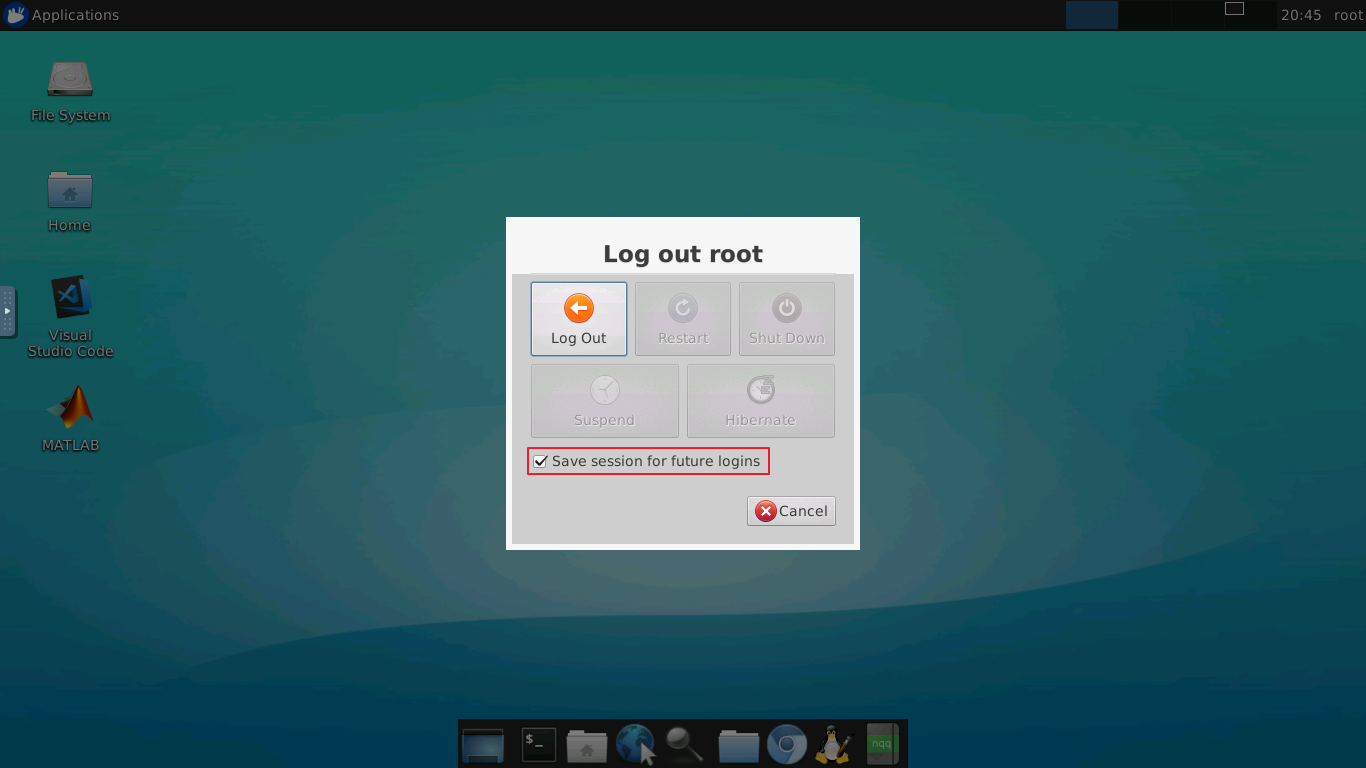 Applications
20:45 root
File System
Home
Visual
Studio Code
MATLAB
Log out root
Log Out
Restart
Shut Down
Suspend
Hibernate
Save session for future logins
Cancel
$_
nqq